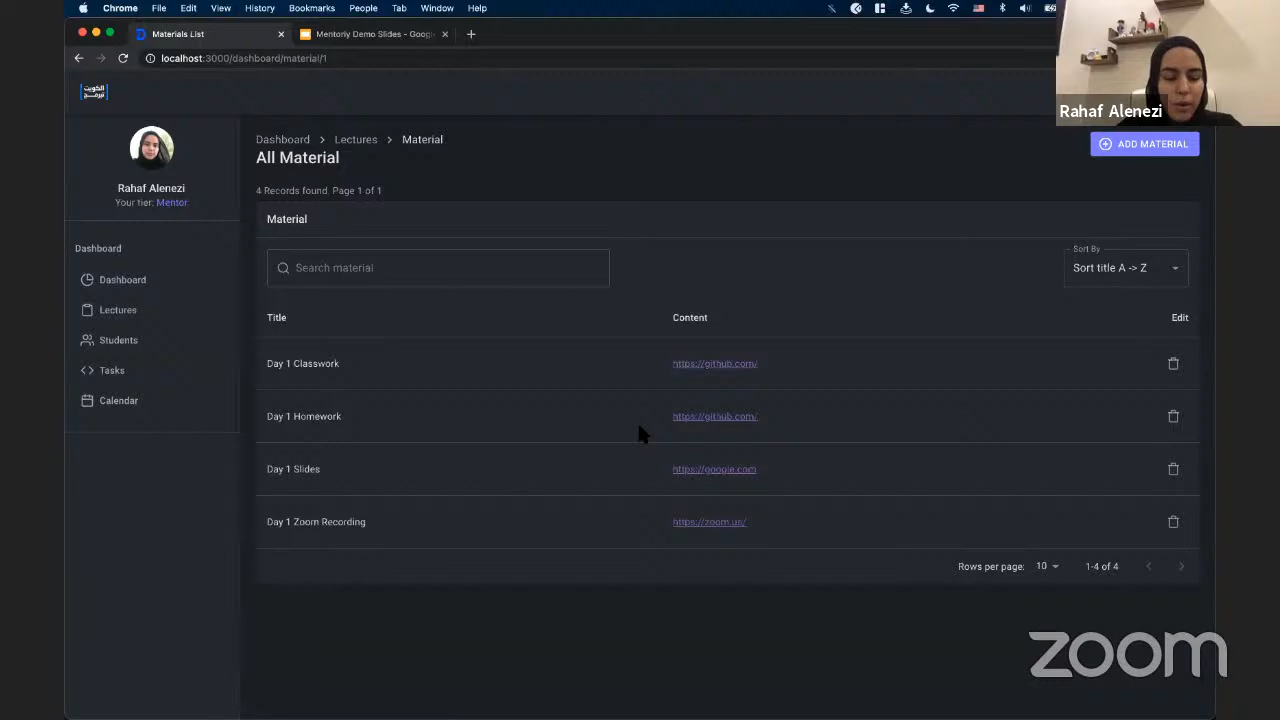 Chrome File Edit View History Bookmarks People Tab Window Help
Materials List
Mentoriy Demo Slides - Google
localhost:3000/dashboard/material/1
الكويت
تبرمج
Rahaf Alenezi
Rahaf Alenezi
Your tier: Mentor
Dashboard
Dashboard
Lectures
Students
Tasks
Calendar
Dashboard > Lectures > Material
All Material
ADD MATERIAL
4 Records found. Page 1 of 1
Material
Search material
Sort By
Sort title A -> Z
Title Content Edit
Day 1 Classwork https://github.com/
Day 1 Homework https://github.com/
Day 1 Slides https://google.com
Day 1 Zoom Recording https://zoom.us/
Rows per page: 10 1-4 of 4
zoom